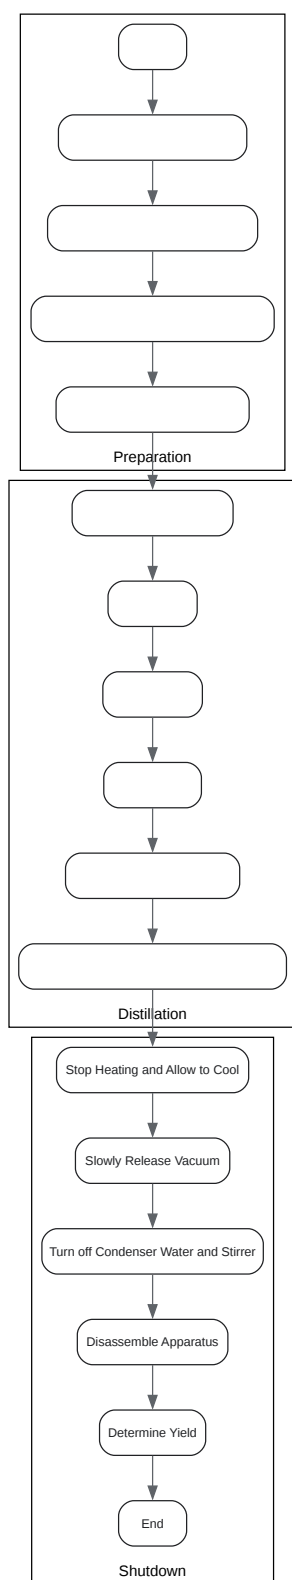 Preparation
Distillation
Stop Heating and Allow to Cool
Slowly Release Vacuum
Turn off Condenser Water and Stirrer
Disassemble Apparatus
Determine Yield
End
Shutdown